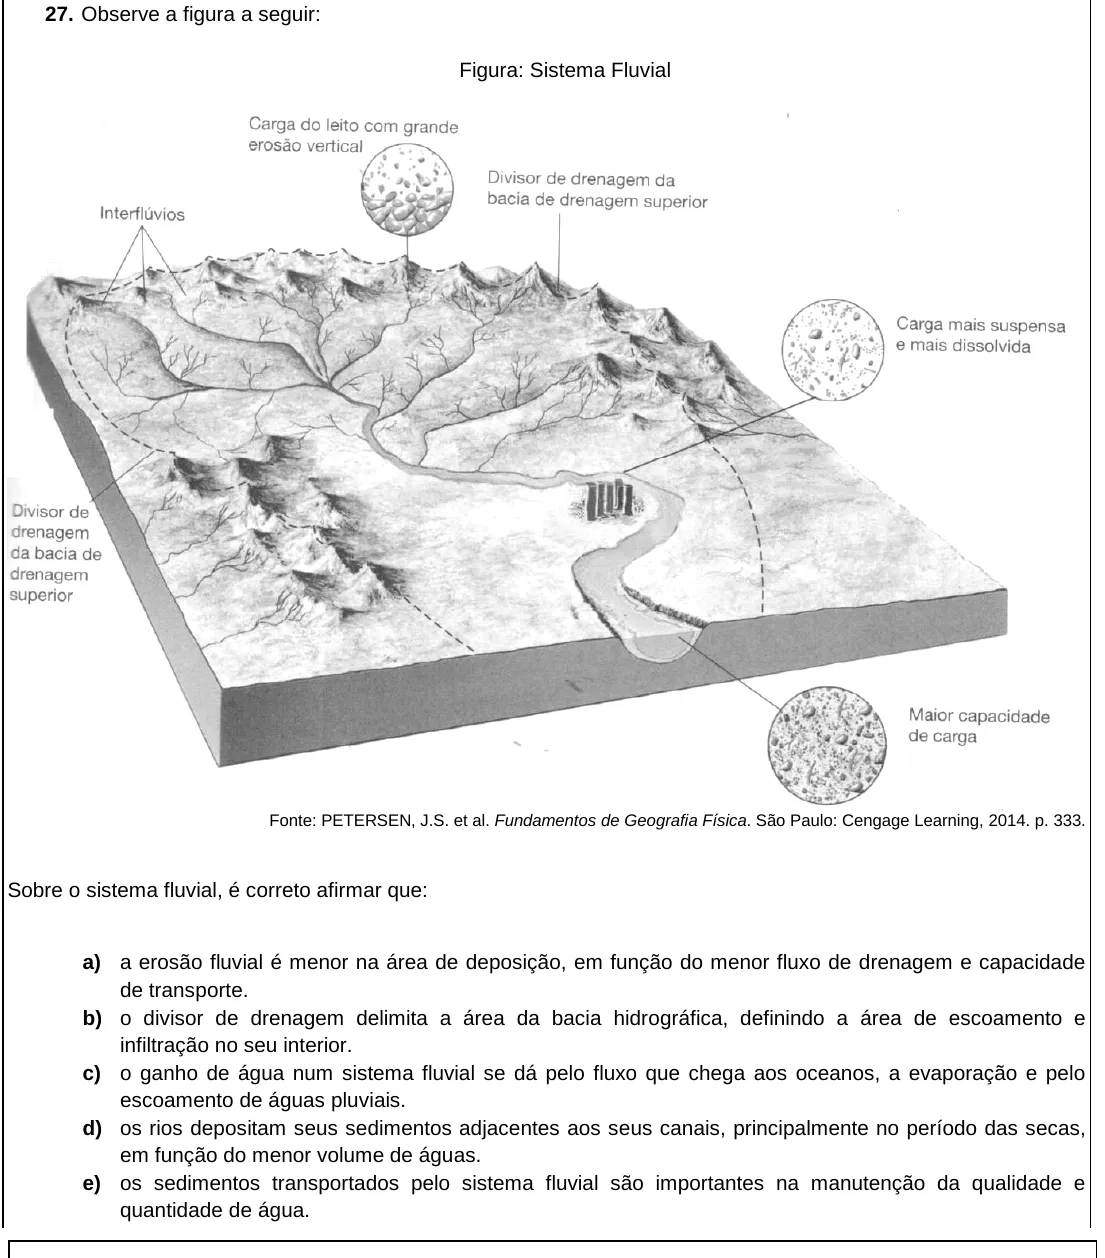 27. Observe a figura a seguir:
Figura: Sistema Fluvial
Carga do leito com grande
erosão vertical
Divisor de drenagem da
bacia de drenagem superior
Interflúvios
Carga mais suspensa
e mais dissolvida
Divisor de
drenagem
da bacia de
drenagem
superior
Maior capacidade
de carga
Fonte: PETERSEN, J.S. et al. Fundamentos de Geografia Física. São Paulo: Cengage Learning, 2014. p. 333.
Sobre o sistema fluvial, é correto afirmar que:
a) a erosão fluvial é menor na área de deposição, em função do menor fluxo de drenagem e capacidade
de transporte.
b) o divisor de drenagem delimita a área da bacia hidrográfica, definindo a área de escoamento e
infiltração no seu interior.
c) o ganho de água num sistema fluvial se dá pelo fluxo que chega aos oceanos, a evaporação e pelo
escoamento de águas pluviais.
d) os rios depositam seus sedimentos adjacentes aos seus canais, principalmente no período das secas,
em função do menor volume de águas.
e) os sedimentos transportados pelo sistema fluvial são importantes na manutenção da qualidade e
quantidade de água.